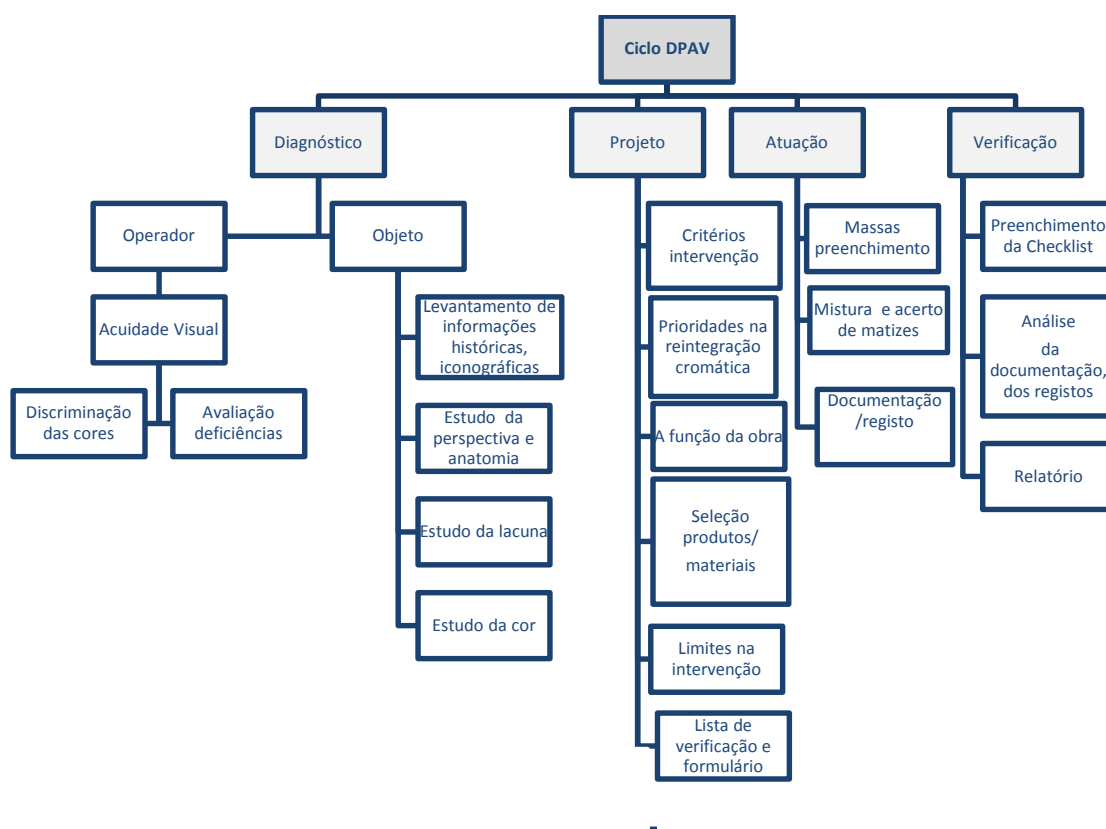 Ciclo DPAV
Diagnóstico
Projeto
Atuação
Verificação
Operador
Objeto
Acuidade Visual
Discriminação
das cores
Avaliação
deficiências
Levantamento de
informações
históricas,
iconográficas
Estudo da
perspectiva e
anatomia
Estudo da lacuna
Estudo da cor
Critérios
intervenção
Prioridades na
reintegração
cromática
A função da obra
Seleção
produtos/
materiais
Limites na
intervenção
Lista de
verificação e
formulário
Massas
preenchimento
Mistura e acerto
de matizes
Documentação
/registo
Preenchimento
da Checklist
Análise
da
documentação,
dos registos
Relatório